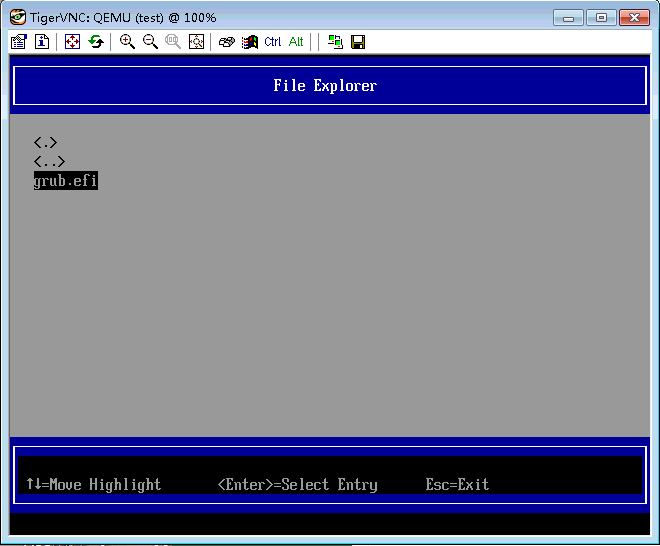 TigerVNC: QEMU (test) @ 100%
Ctrl Alt
File Explorer
<.>
<..>
grub.efi
↑↓=Move Highlight <Enter>=Select Entry Esc=Exit